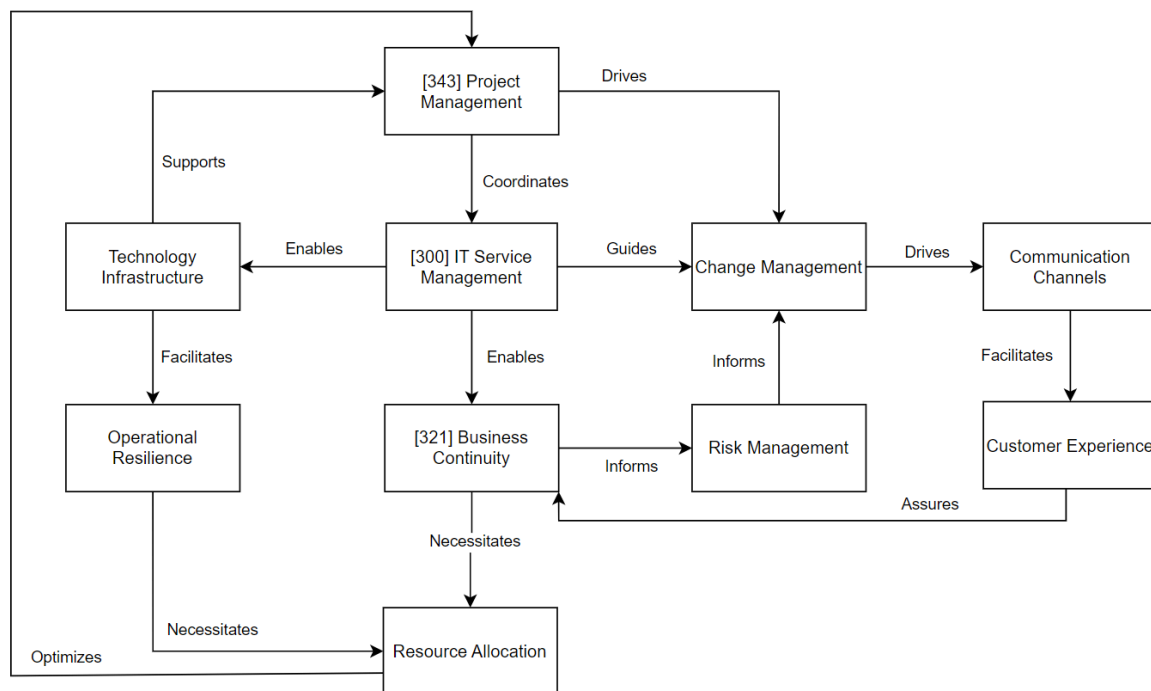 [343] Project
Management
Drives
Supports
Coordinates
Technology
Infrastructure
Enables
[300] IT Service
Management
Guides
Change Management
Drives
Communication
Channels
Facilitates
Enables
Informs
Facilitates
Operational
Resilience
[321] Business
Continuity
Informs
Risk Management
Customer Experience
Assures
Necessitates
Necessitates
Optimizes
Resource Allocation